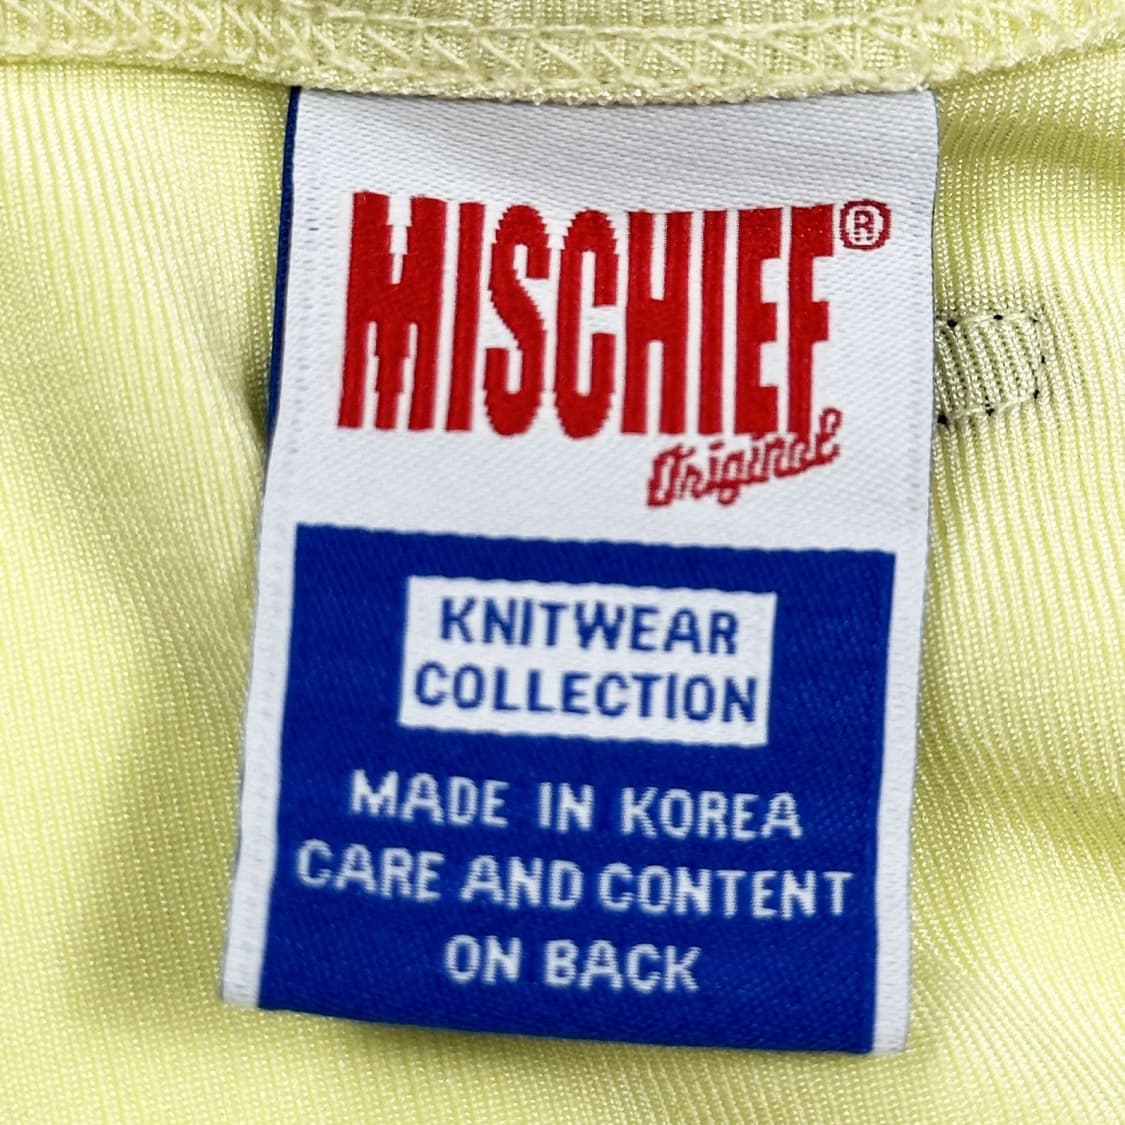 MISCHIEF®
Original
KNITWEAR
COLLECTION
MADE IN KOREA
CARE AND CONTENT
ON BACK